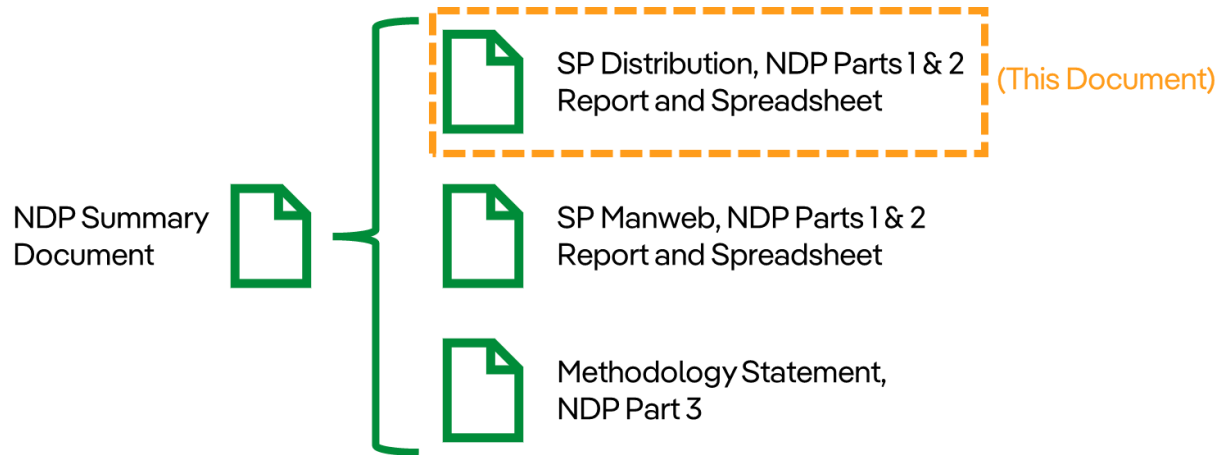 SP Distribution, NDP Parts 1 & 2
Report and Spreadsheet
(This Document)
NDP Summary
Document
SP Manweb, NDP Parts 1 & 2
Report and Spreadsheet
Methodology Statement,
NDP Part 3